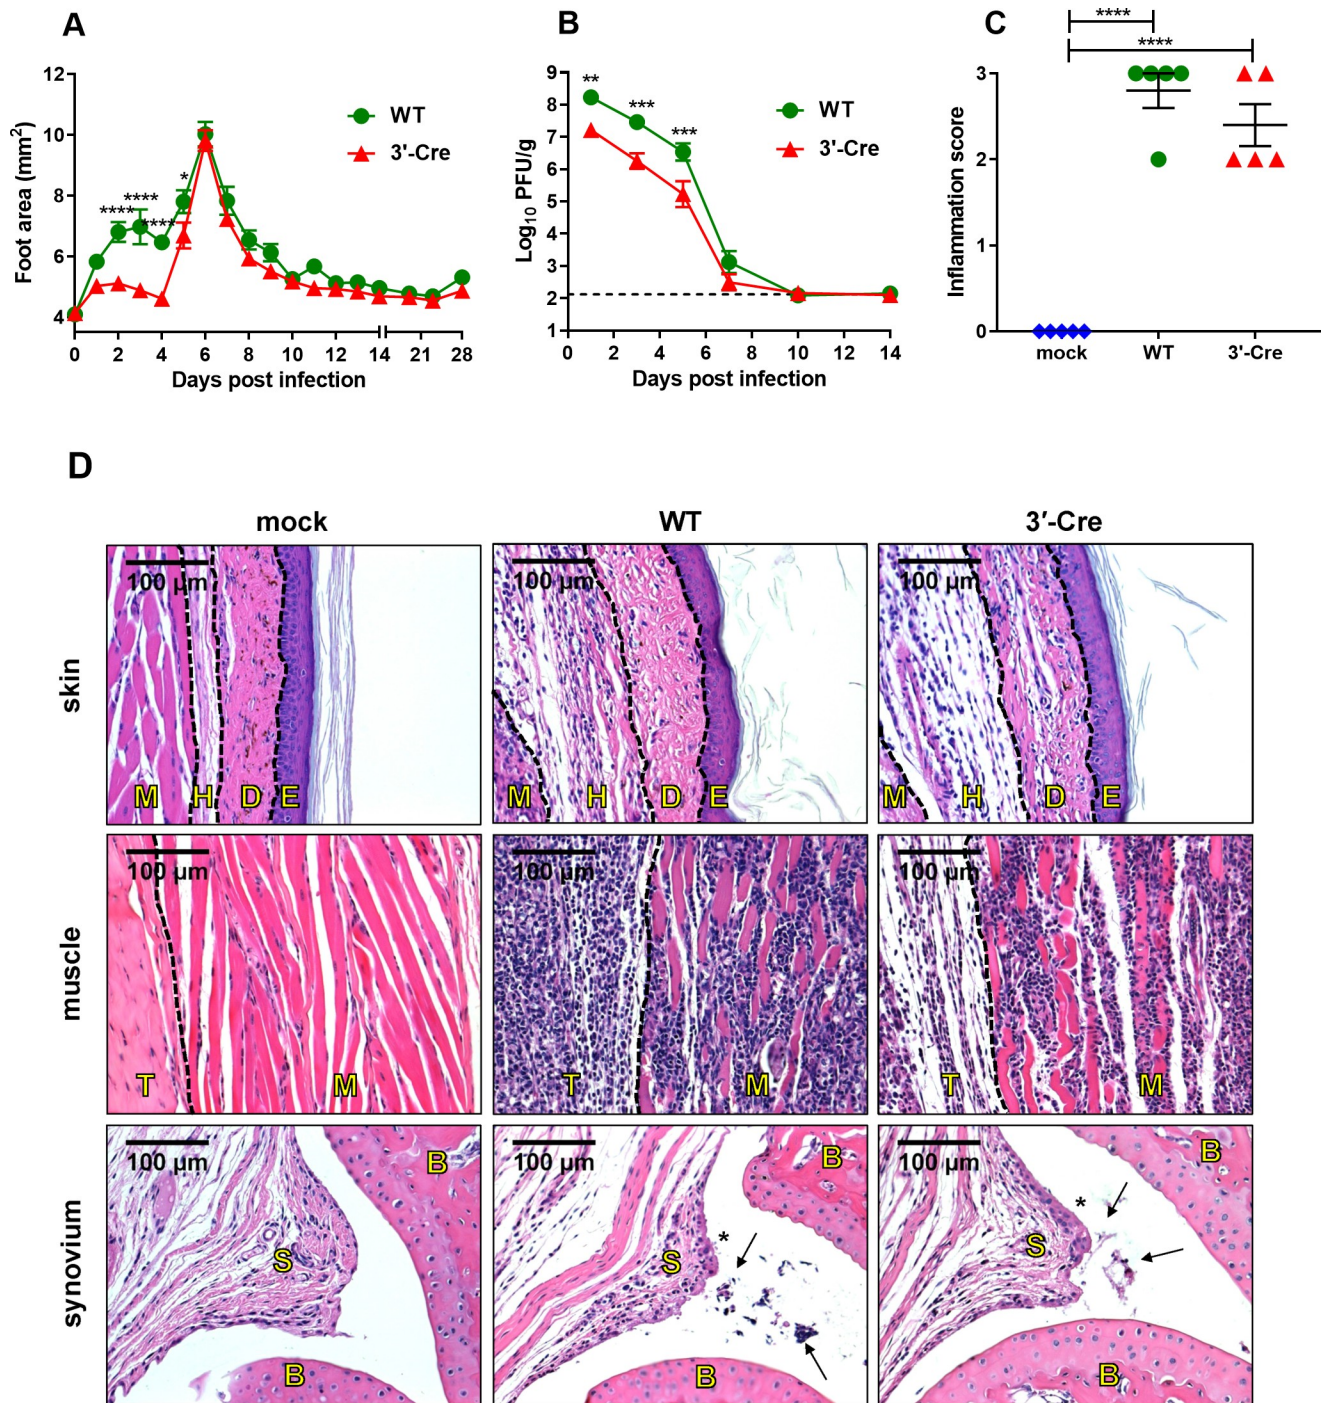 A
12
10
8
6
4
Foot area (mm²)
WT
3'-Cre
****
****
****
*
0 2 4 6 8 10 12 14 21 28
Days post infection
B
9
8
7
6
5
4
3
2
1
Log₁₀ PFU/g
WT
3'-Cre
**
***
***
0 2 4 6 8 10 12 14
Days post infection
C
****
****
3
2
1
0
Inflammation score
mock WT 3'-Cre
D
mock WT 3′-Cre
skin
100 µm
M H D E
100 µm
M H D E
100 µm
M H D E
muscle
100 µm
T M
100 µm
T M
100 µm
T M
synovium
100 µm
B
S
B
100 µm
B
*
S
B
100 µm
B
*
S
B